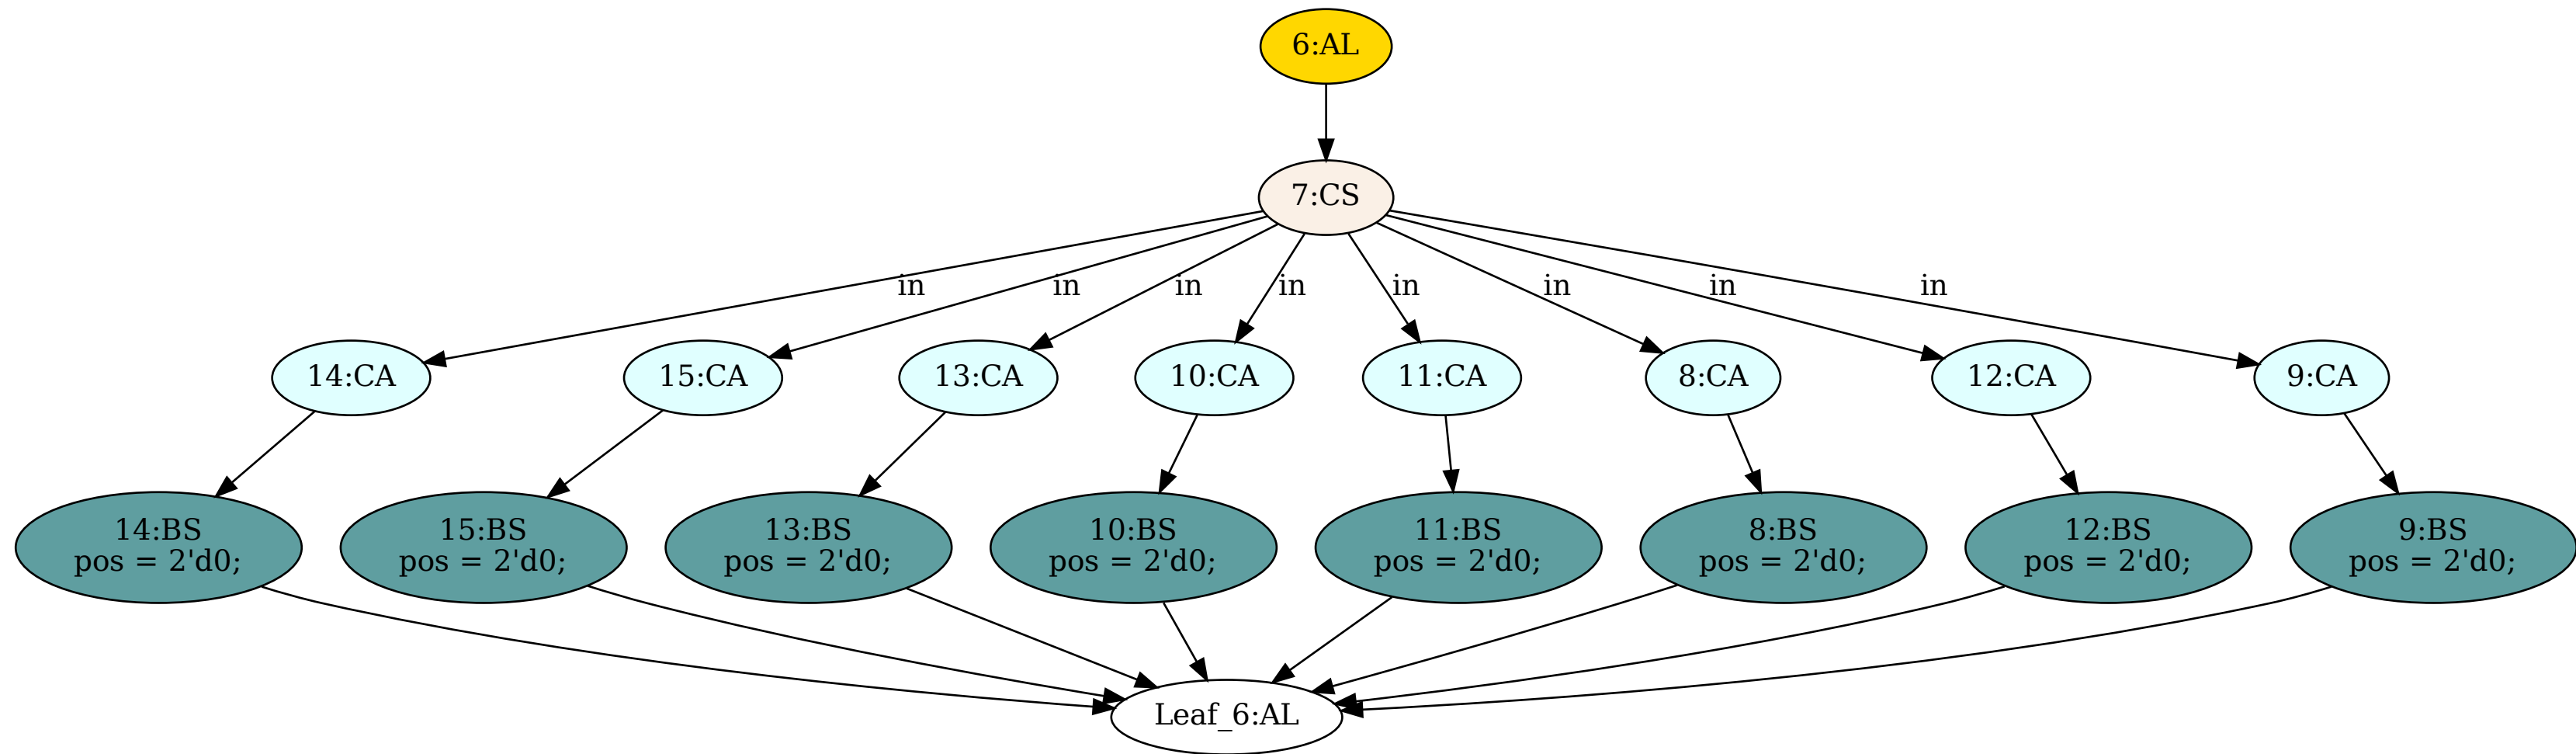 6:AL
7:CS
in in in in in in in in
14:CA 15:CA 13:CA 10:CA 11:CA 8:CA 12:CA 9:CA
14:BS
pos = 2'd0;
15:BS
pos = 2'd0;
13:BS
pos = 2'd0;
10:BS
pos = 2'd0;
11:BS
pos = 2'd0;
8:BS
pos = 2'd0;
12:BS
pos = 2'd0;
9:BS
pos = 2'd0;
Leaf_6:AL